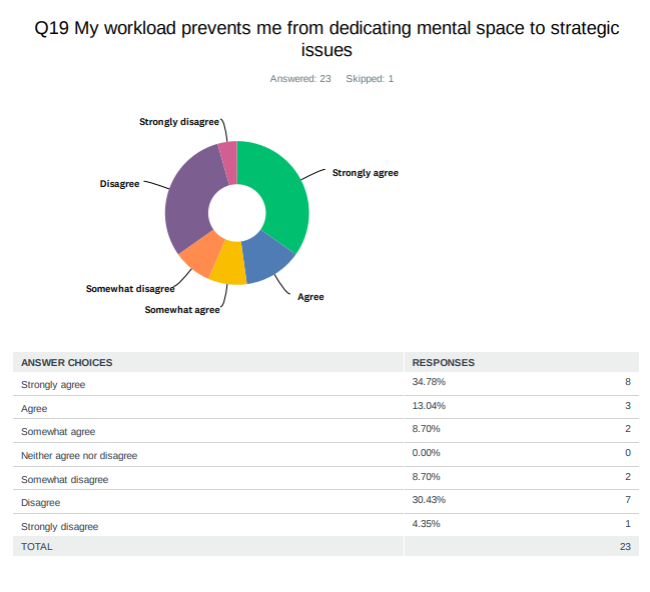 Q19 My workload prevents me from dedicating mental space to strategic
issues
Answered: 23 Skipped: 1
Strongly disagree
Strongly agree
Disagree
Somewhat disagree
Agree
Somewhat agree
ANSWER CHOICES RESPONSES
Strongly agree 34.78% 8
Agree 13.04% 3
Somewhat agree 8.70% 2
Neither agree nor disagree 0.00% 0
Somewhat disagree 8.70% 2
Disagree 30.43% 7
Strongly disagree 4.35% 1
TOTAL 23